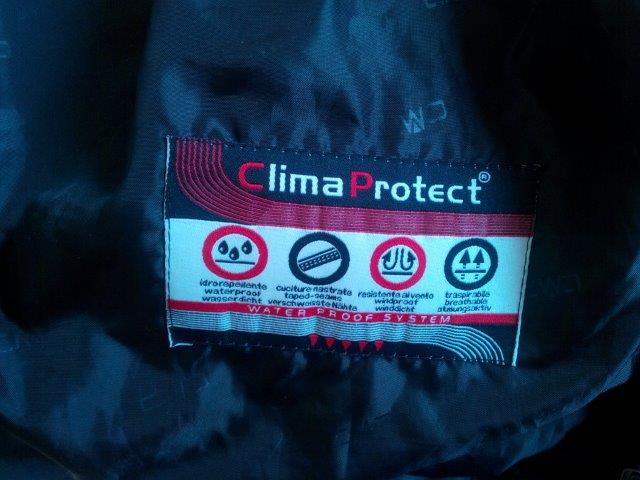 ClimaProtect®
idrorepellente
waterproof
wasserdicht
cuciture nastrate
taped-seams
verschweisste Nähte
resistente al vento
windproof
winddicht
traspirabile
breathable
atmungsaktiv
WATER PROOF SYSTEM